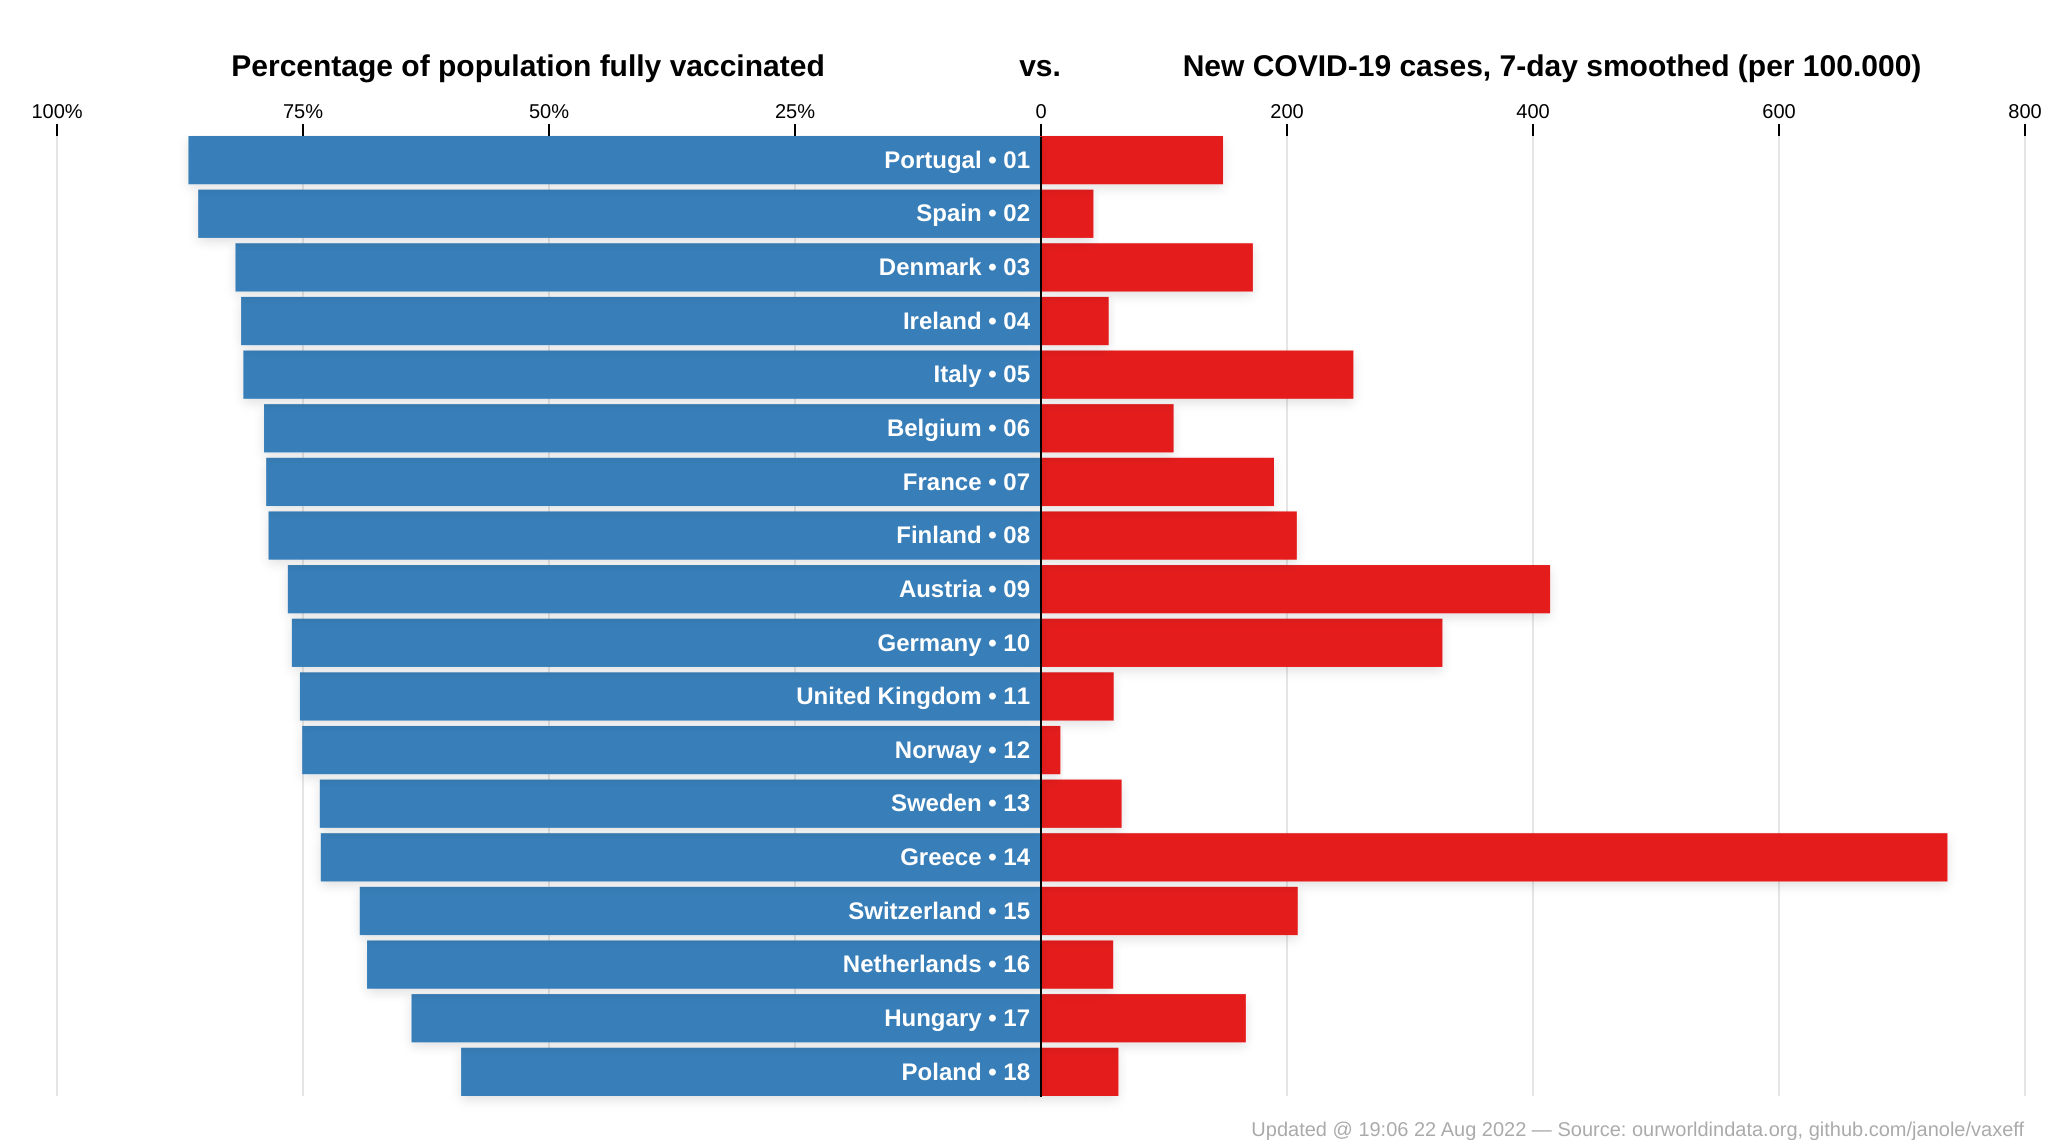 Percentage of population fully vaccinated vs. New COVID-19 cases, 7-day smoothed (per 100.000)
100% 75% 50% 25% 0 200 400 600 800
Portugal • 01
Spain • 02
Denmark • 03
Ireland • 04
Italy • 05
Belgium • 06
France • 07
Finland • 08
Austria • 09
Germany • 10
United Kingdom • 11
Norway • 12
Sweden • 13
Greece • 14
Switzerland • 15
Netherlands • 16
Hungary • 17
Poland • 18
Updated @ 19:06 22 Aug 2022 — Source: ourworldindata.org, github.com/janole/vaxeff